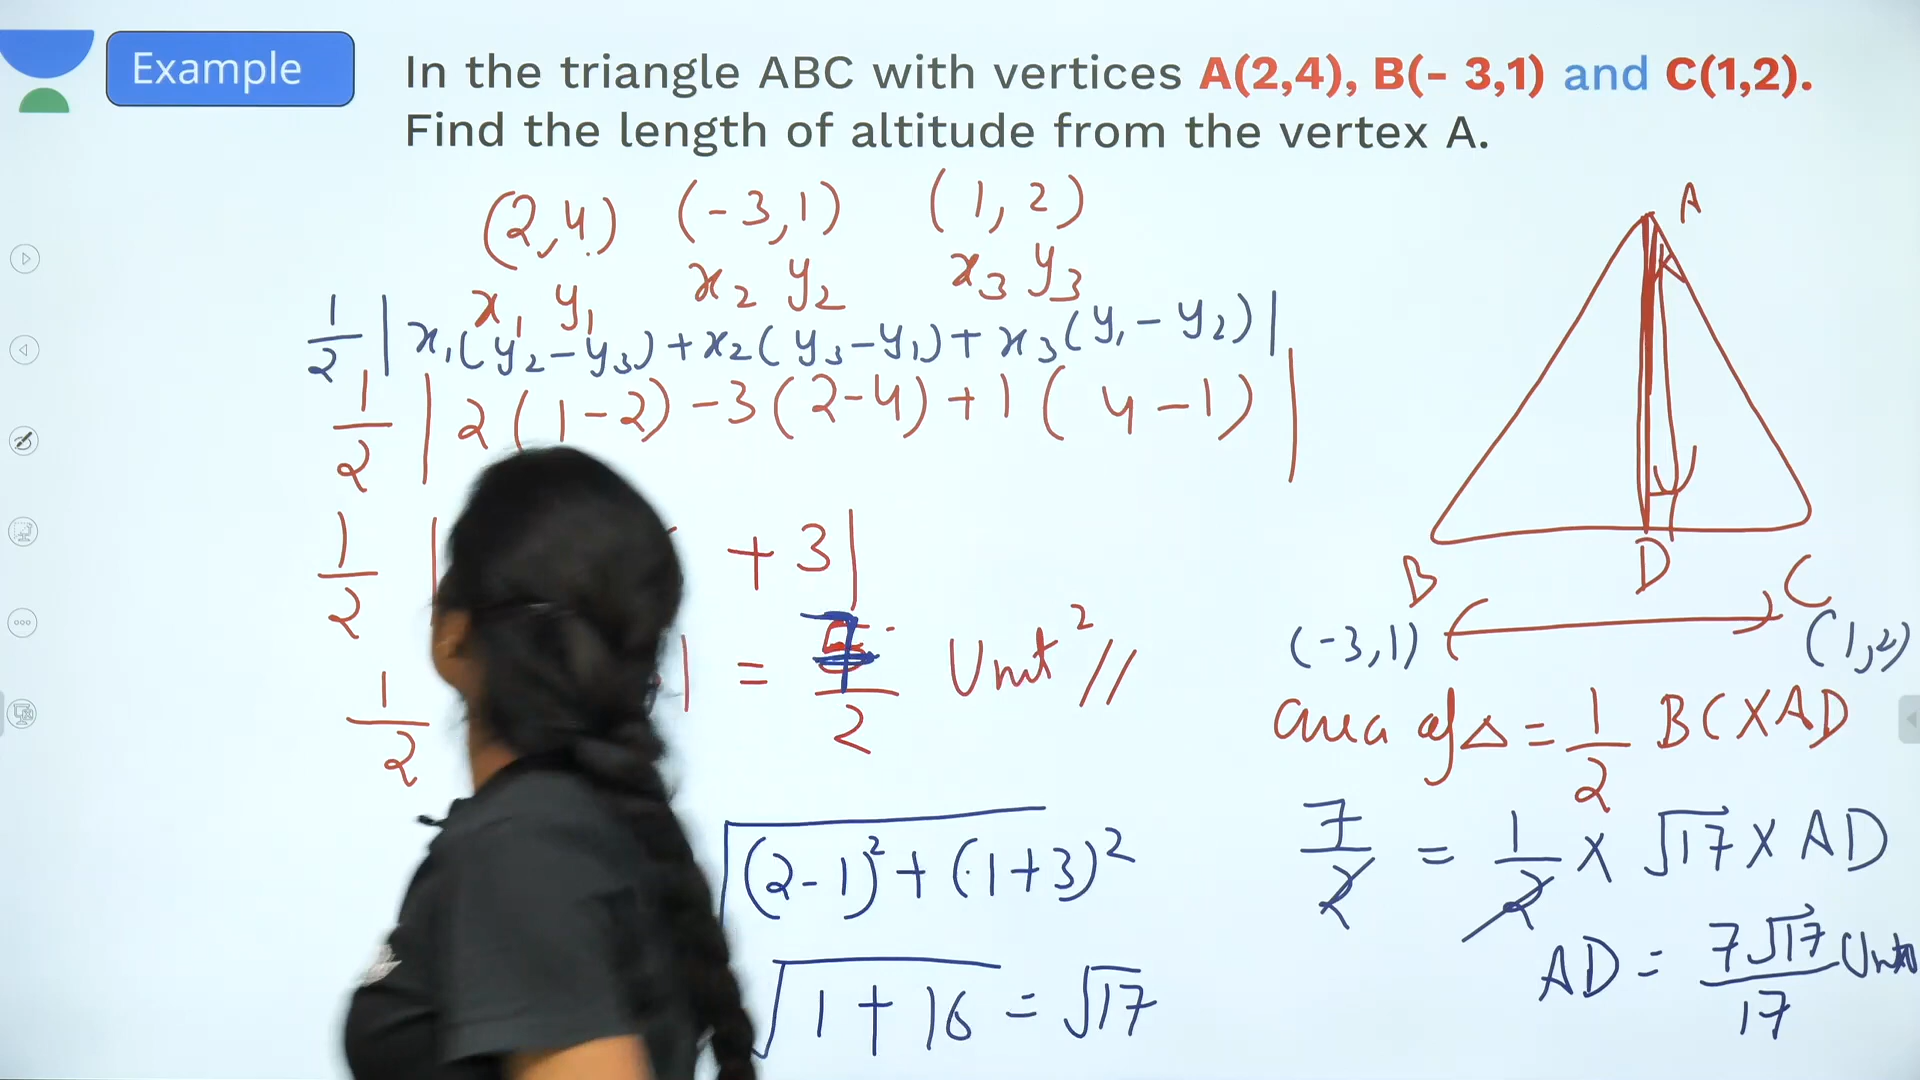 Example
In the triangle ABC with vertices A(2,4), B(- 3,1) and C(1,2).
Find the length of altitude from the vertex A.
(2,4) (-3,1) (1,2)
x1 y1 x2 y2 x3 y3
1/2 |x1(y2-y3)+x2(y3-y1)+x3(y1-y2)|
1/2 |2(1-2)-3(2-4)+1(4-1)|
1/2 | + 3|
1/2 | = 7/2 Unit²//
√(2-1)²+(1+3)²
√1+16 = √17
A
B D C
(-3,1) (1,2)
area of Δ = 1/2 BC×AD
7/2 = 1/2 × √17 × AD
AD = 7√17/17 Units